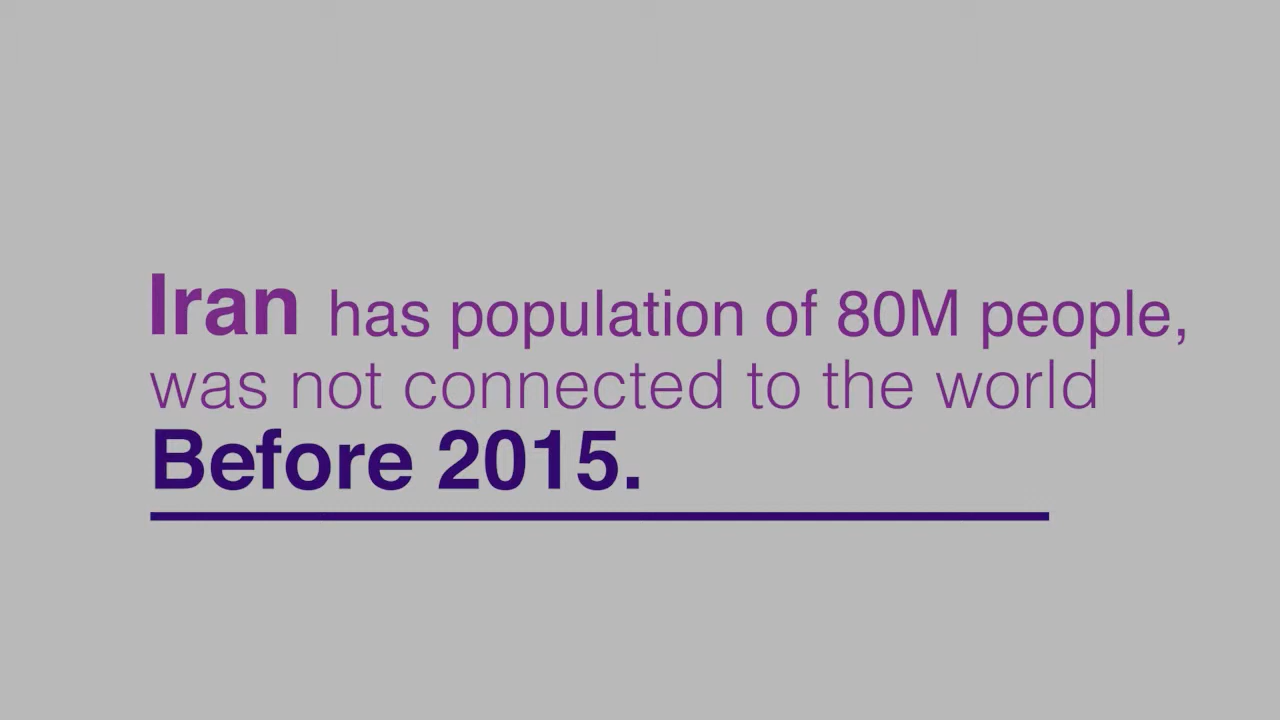 Iran has population of 80M people,
was not connected to the world
Before 2015.